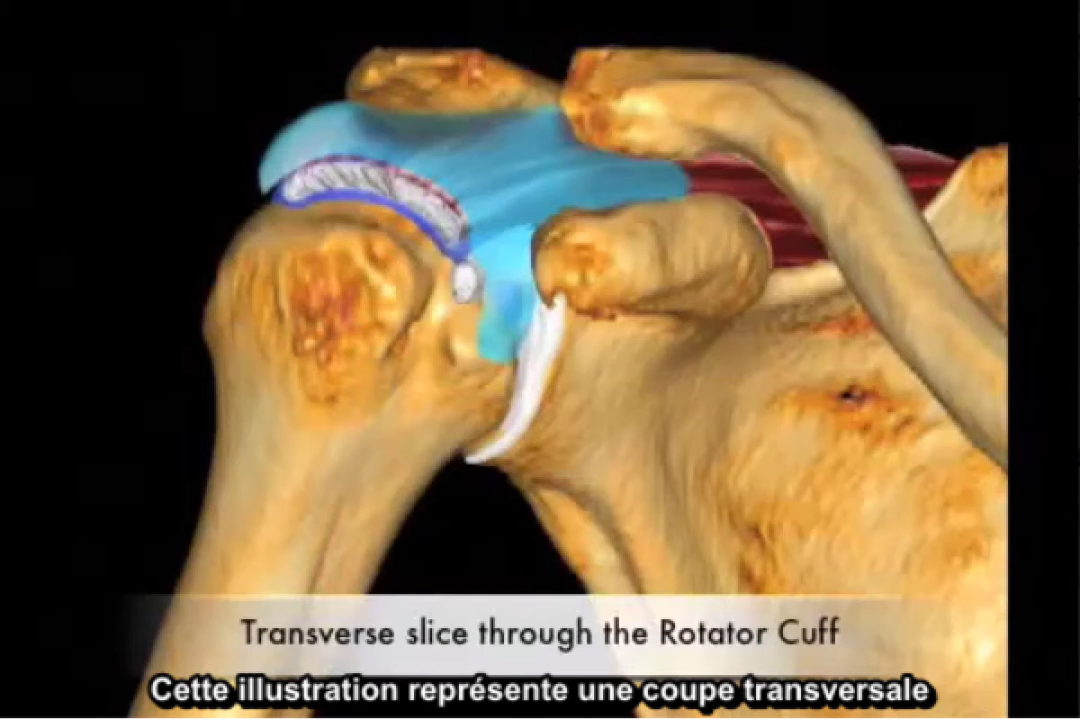 Transverse slice through the Rotator Cuff
Cette illustration représente une coupe transversale